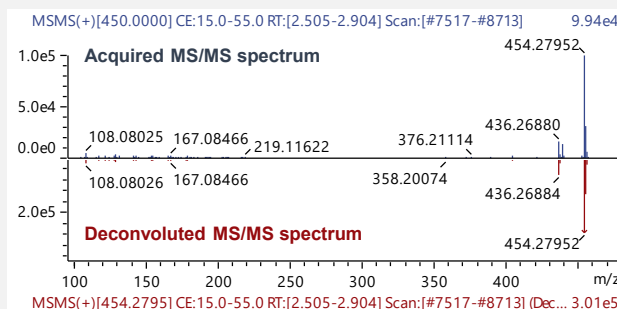 MSMS(+)[450.0000] CE:15.0-55.0 RT:[2.505-2.904] Scan:[#7517-#8713] 9.94e4
1.0e5 Acquired MS/MS spectrum 454.27952
5.0e4
0.0e0 108.08025 167.08466 219.11622 376.21114 436.26880
108.08026 167.08466 358.20074 436.26884
2.0e5
Deconvoluted MS/MS spectrum 454.27952
100 150 200 250 300 350 400 m/z
MSMS(+)[454.2795] CE:15.0-55.0 RT:[2.505-2.904] Scan:[#7517-#8713] (Dec... 3.01e5